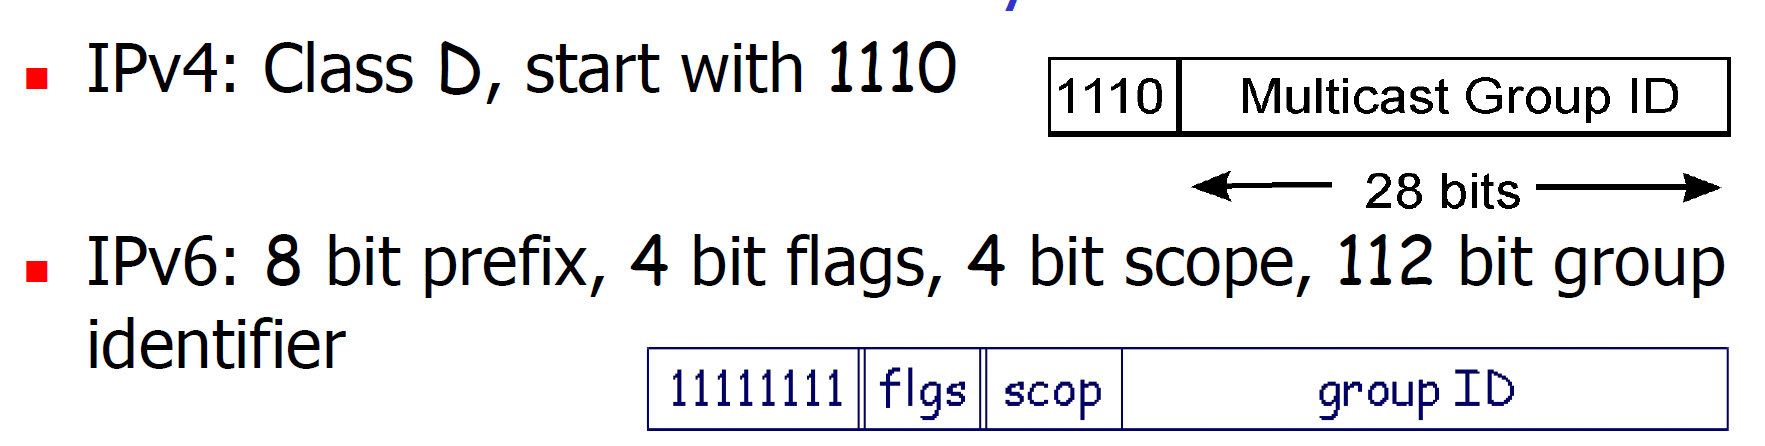 IPv4: Class D, start with 1110
1110 Multicast Group ID
28 bits
IPv6: 8 bit prefix, 4 bit flags, 4 bit scope, 112 bit group
identifier
11111111 flgs scop group ID